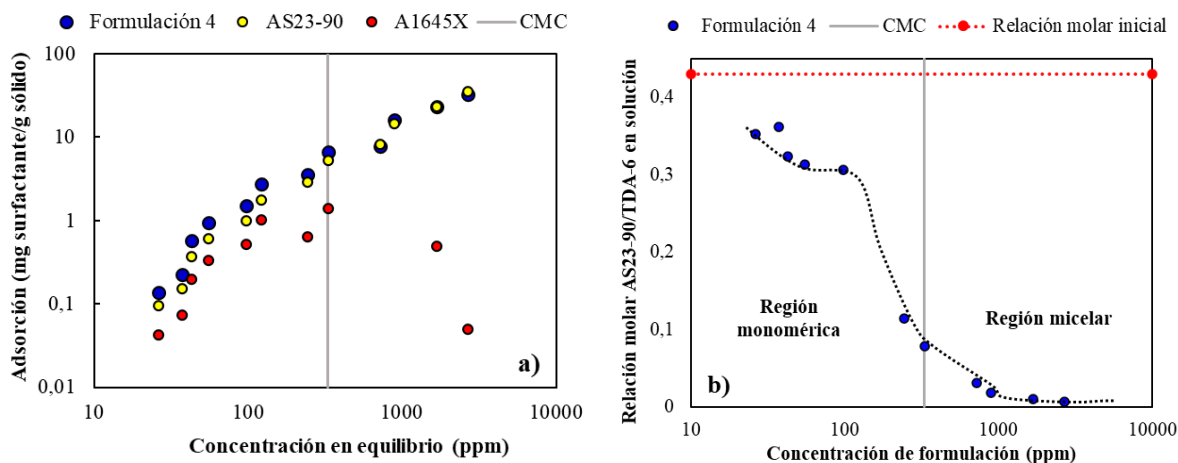 Formulación 4 AS23-90 A1645X CMC
Adsorción (mg surfactante/g sólido)
100
10
1
0,1
0,01
a)
10 100 1000 10000
Concentración en equilibrio (ppm)
Formulación 4 CMC Relación molar inicial
Relación molar AS23-90/TDA-6 en solución
0,4
0,3
0,2
0,1
0
Región
monomérica
Región micelar
b)
10 100 1000 10000
Concentración de formulación (ppm)